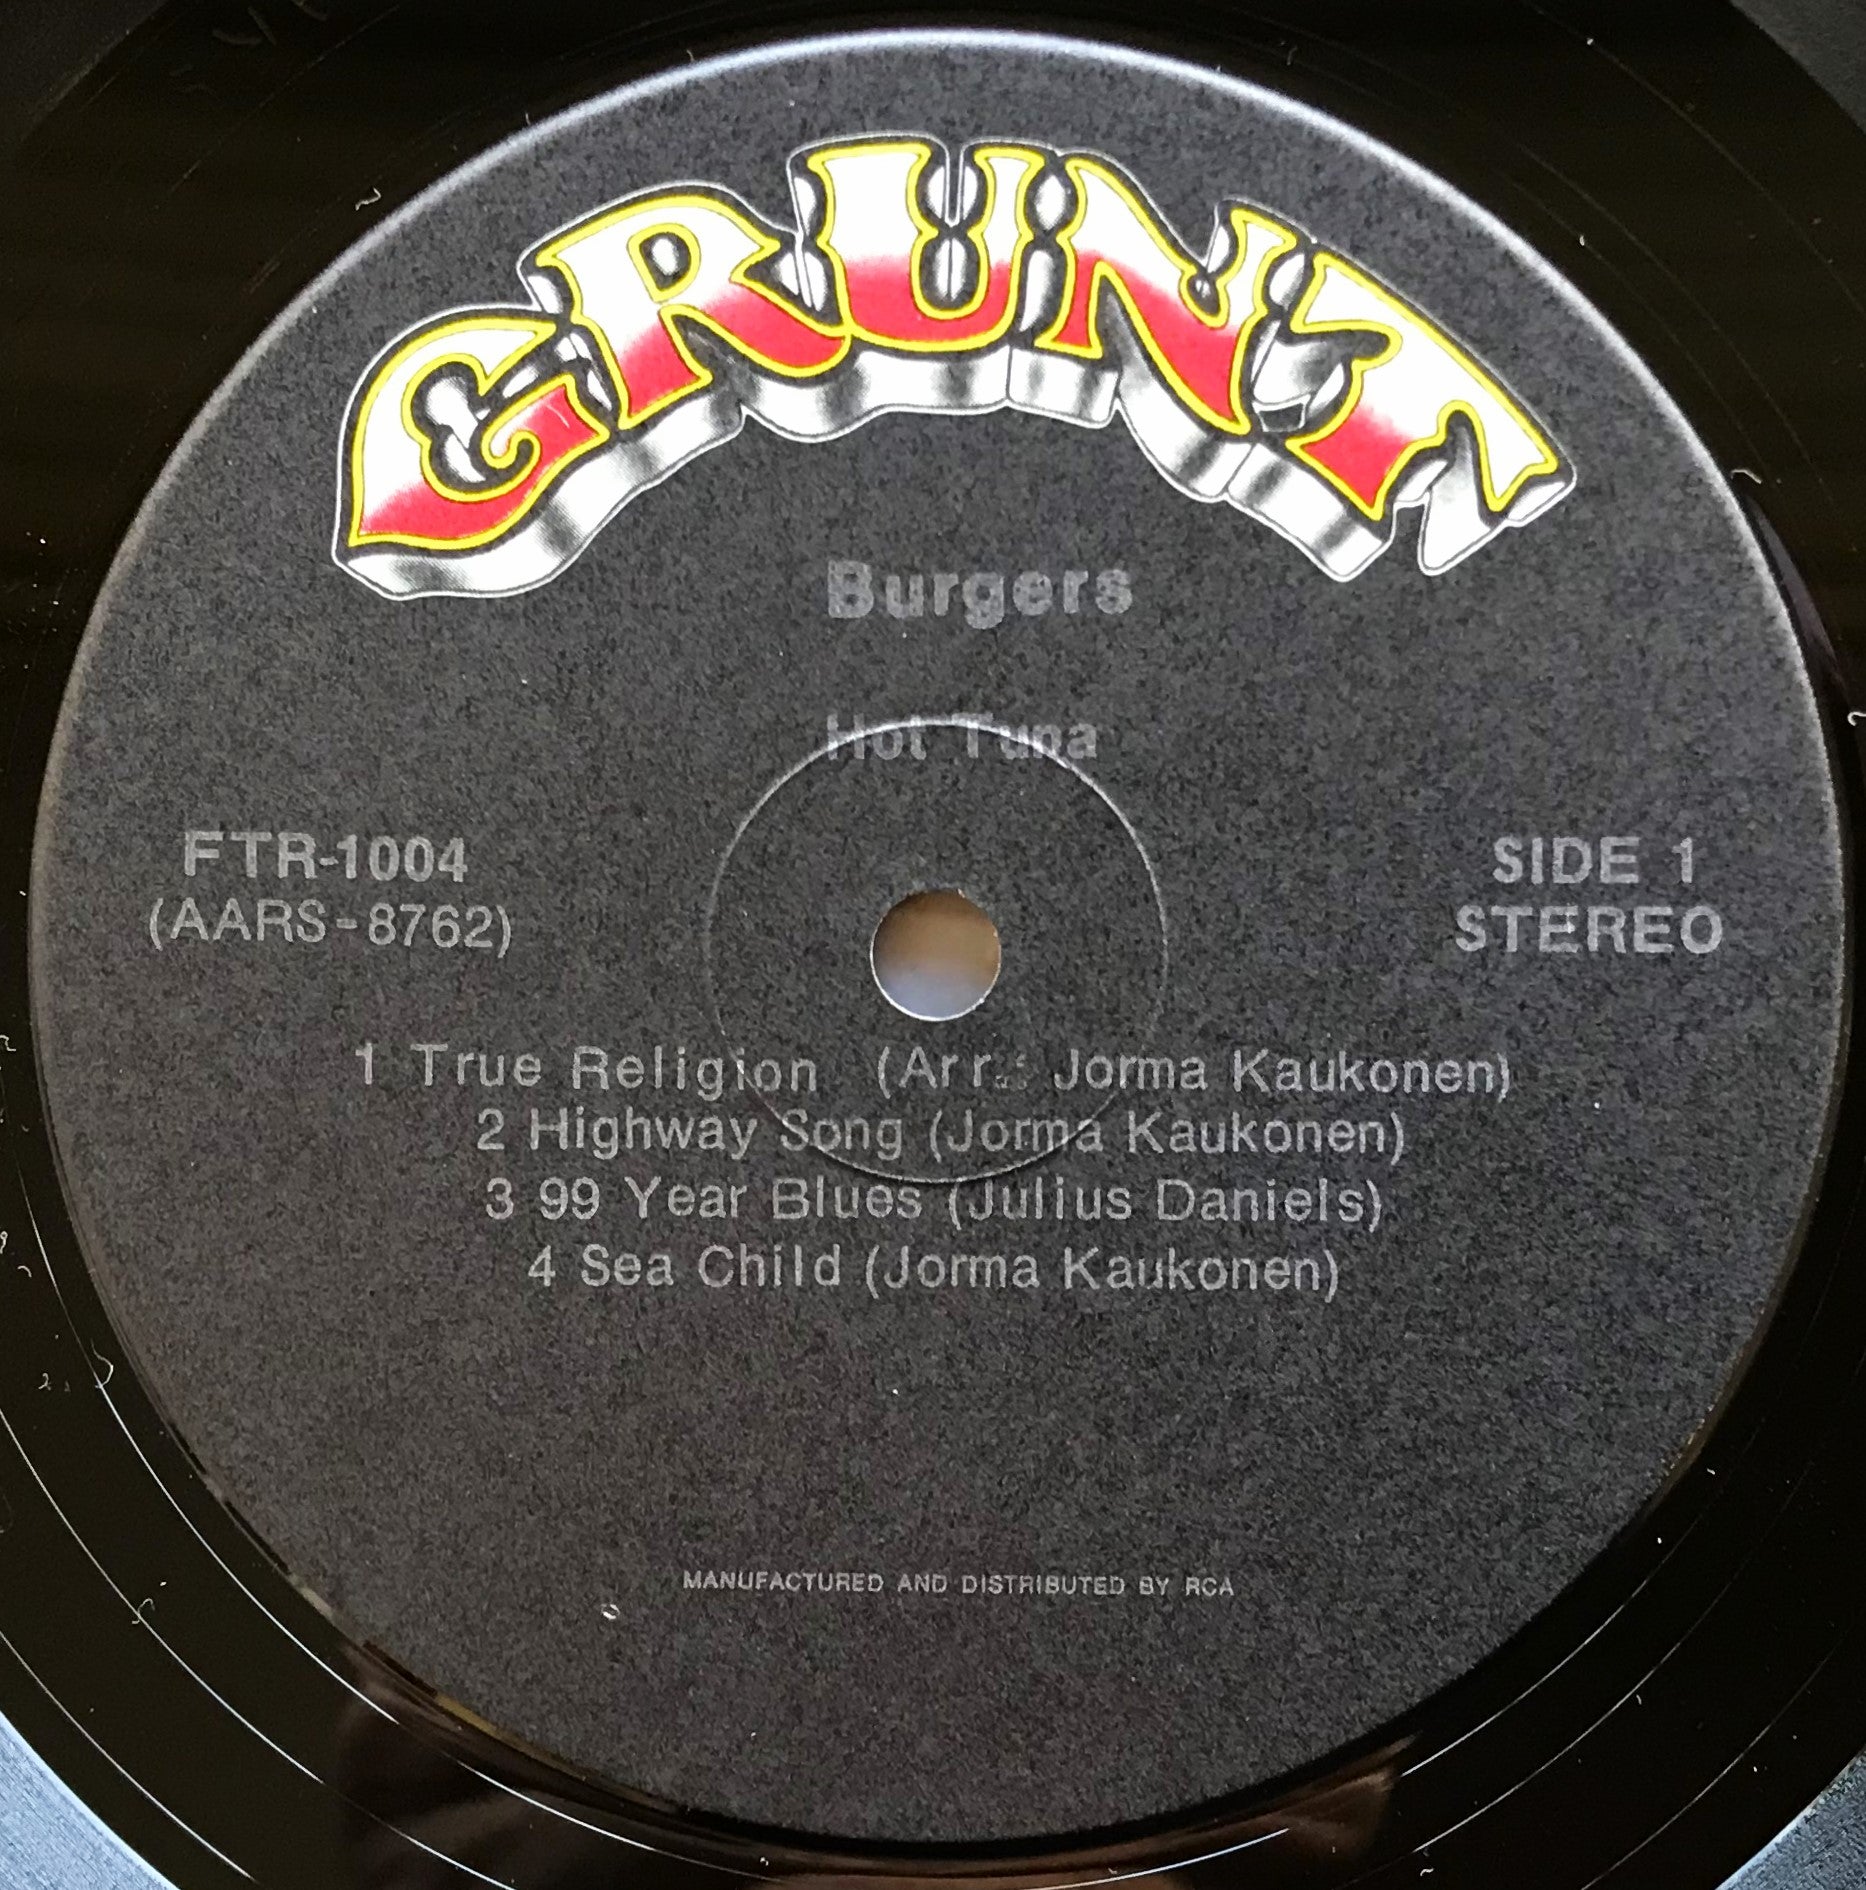 GRUNT
Burgers
Hot Tuna
FTR-1004
(AARS-8762)
SIDE 1
STEREO
1 True Religion (Arr.: Jorma Kaukonen)
2 Highway Song (Jorma Kaukonen)
3 99 Year Blues (Julius Daniels)
4 Sea Child (Jorma Kaukonen)
MANUFACTURED AND DISTRIBUTED BY RCA